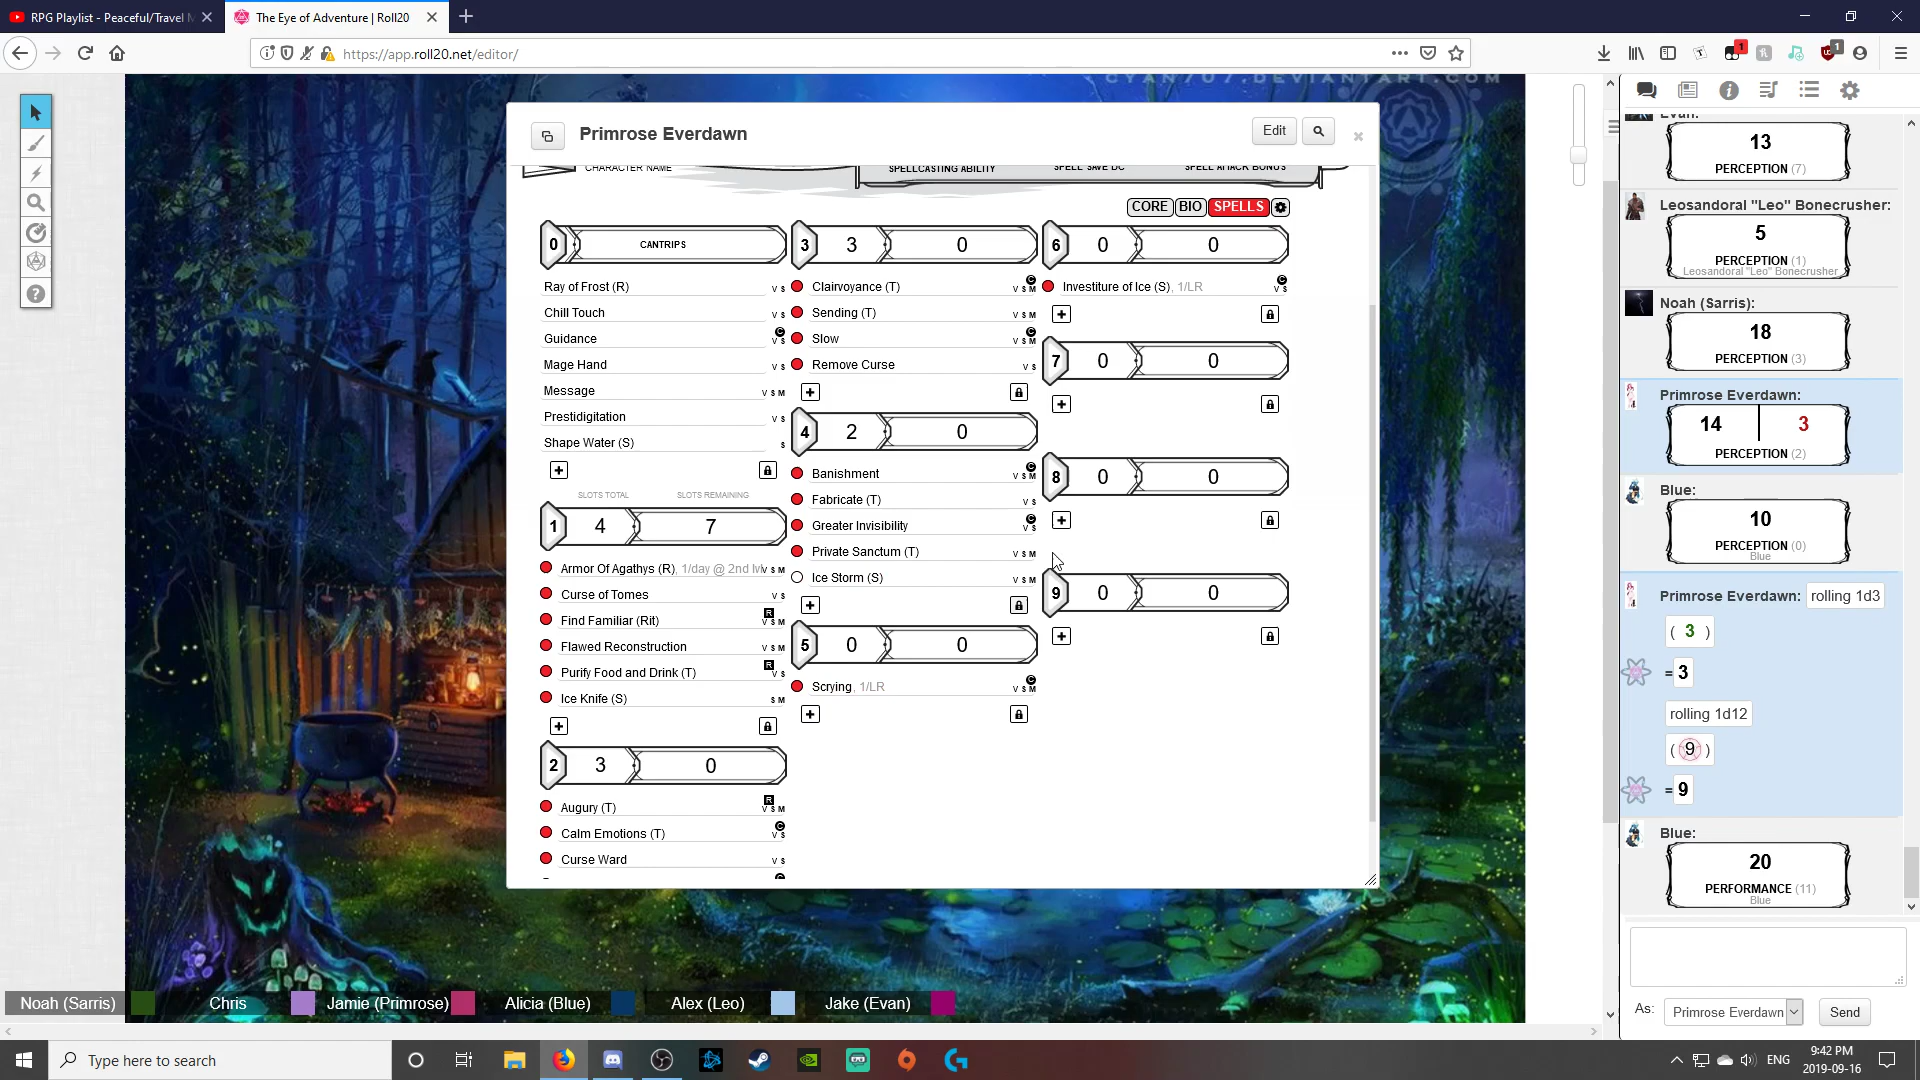 RPG Playlist - Peaceful/Travel M
The Eye of Adventure | Roll20
https://app.roll20.net/editor/
CYAN707.DEVIANTART.COM
Primrose Everdawn
Edit
CHARACTER NAME
SPELLCASTING ABILITY
SPELL SAVE DC
SPELL ATTACK BONUS
CORE BIO SPELLS
0 CANTRIPS
Ray of Frost (R) V S
Chill Touch V S
Guidance C V S
Mage Hand V S
Message V S M
Prestidigitation V S
Shape Water (S) S
SLOTS TOTAL SLOTS REMAINING
1 4 7
Armor Of Agathys (R), 1/day @ 2nd lvl V S M
Curse of Tomes V S
Find Familiar (Rit) R V S M
Flawed Reconstruction V S M
Purify Food and Drink (T) R V S
Ice Knife (S) S M
2 3 0
Augury (T) R V S M
Calm Emotions (T) C V S
Curse Ward V S
C
3 3 0
Clairvoyance (T) C V S M
Sending (T) V S M
Slow C V S M
Remove Curse V S
4 2 0
Banishment C V S M
Fabricate (T) V S
Greater Invisibility C V S
Private Sanctum (T) V S M
Ice Storm (S) V S M
5 0 0
Scrying, 1/LR C V S M
6 0 0
Investiture of Ice (S), 1/LR C V S
7 0 0
8 0 0
9 0 0
Evan:
13
PERCEPTION (7)
Leosandoral "Leo" Bonecrusher:
5
PERCEPTION (1)
Leosandoral "Leo" Bonecrusher
Noah (Sarris):
18
PERCEPTION (3)
Primrose Everdawn:
14 3
PERCEPTION (2)
Blue:
10
PERCEPTION (0)
Blue
Primrose Everdawn: rolling 1d3
( 3 )
=3
rolling 1d12
( 9 )
=9
Blue:
20
PERFORMANCE (11)
Blue
As: Primrose Everdawn Send
Noah (Sarris) Chris Jamie (Primrose) Alicia (Blue) Alex (Leo) Jake (Evan)
Type here to search
ENG
9:42 PM
2019-09-16